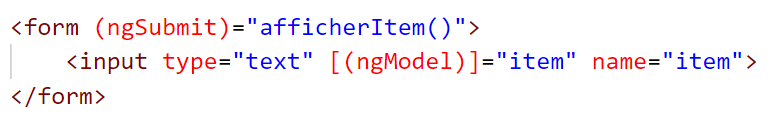 <form (ngSubmit)="afficherItem()">
<input type="text" [(ngModel)]="item" name="item">
</form>